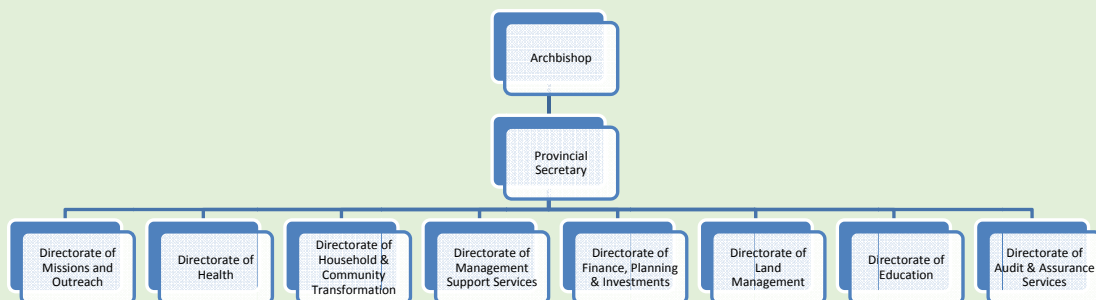 Archbishop
Provincial
Secretary
Directorate of
Missions and
Outreach
Directorate of
Health
Directorate of
Household &
Community
Transformation
Directorate of
Management
Support Services
Directorate of
Finance, Planning
& Investments
Directorate of
Land
Management
Directorate of
Education
Directorate of
Audit & Assurance
Services